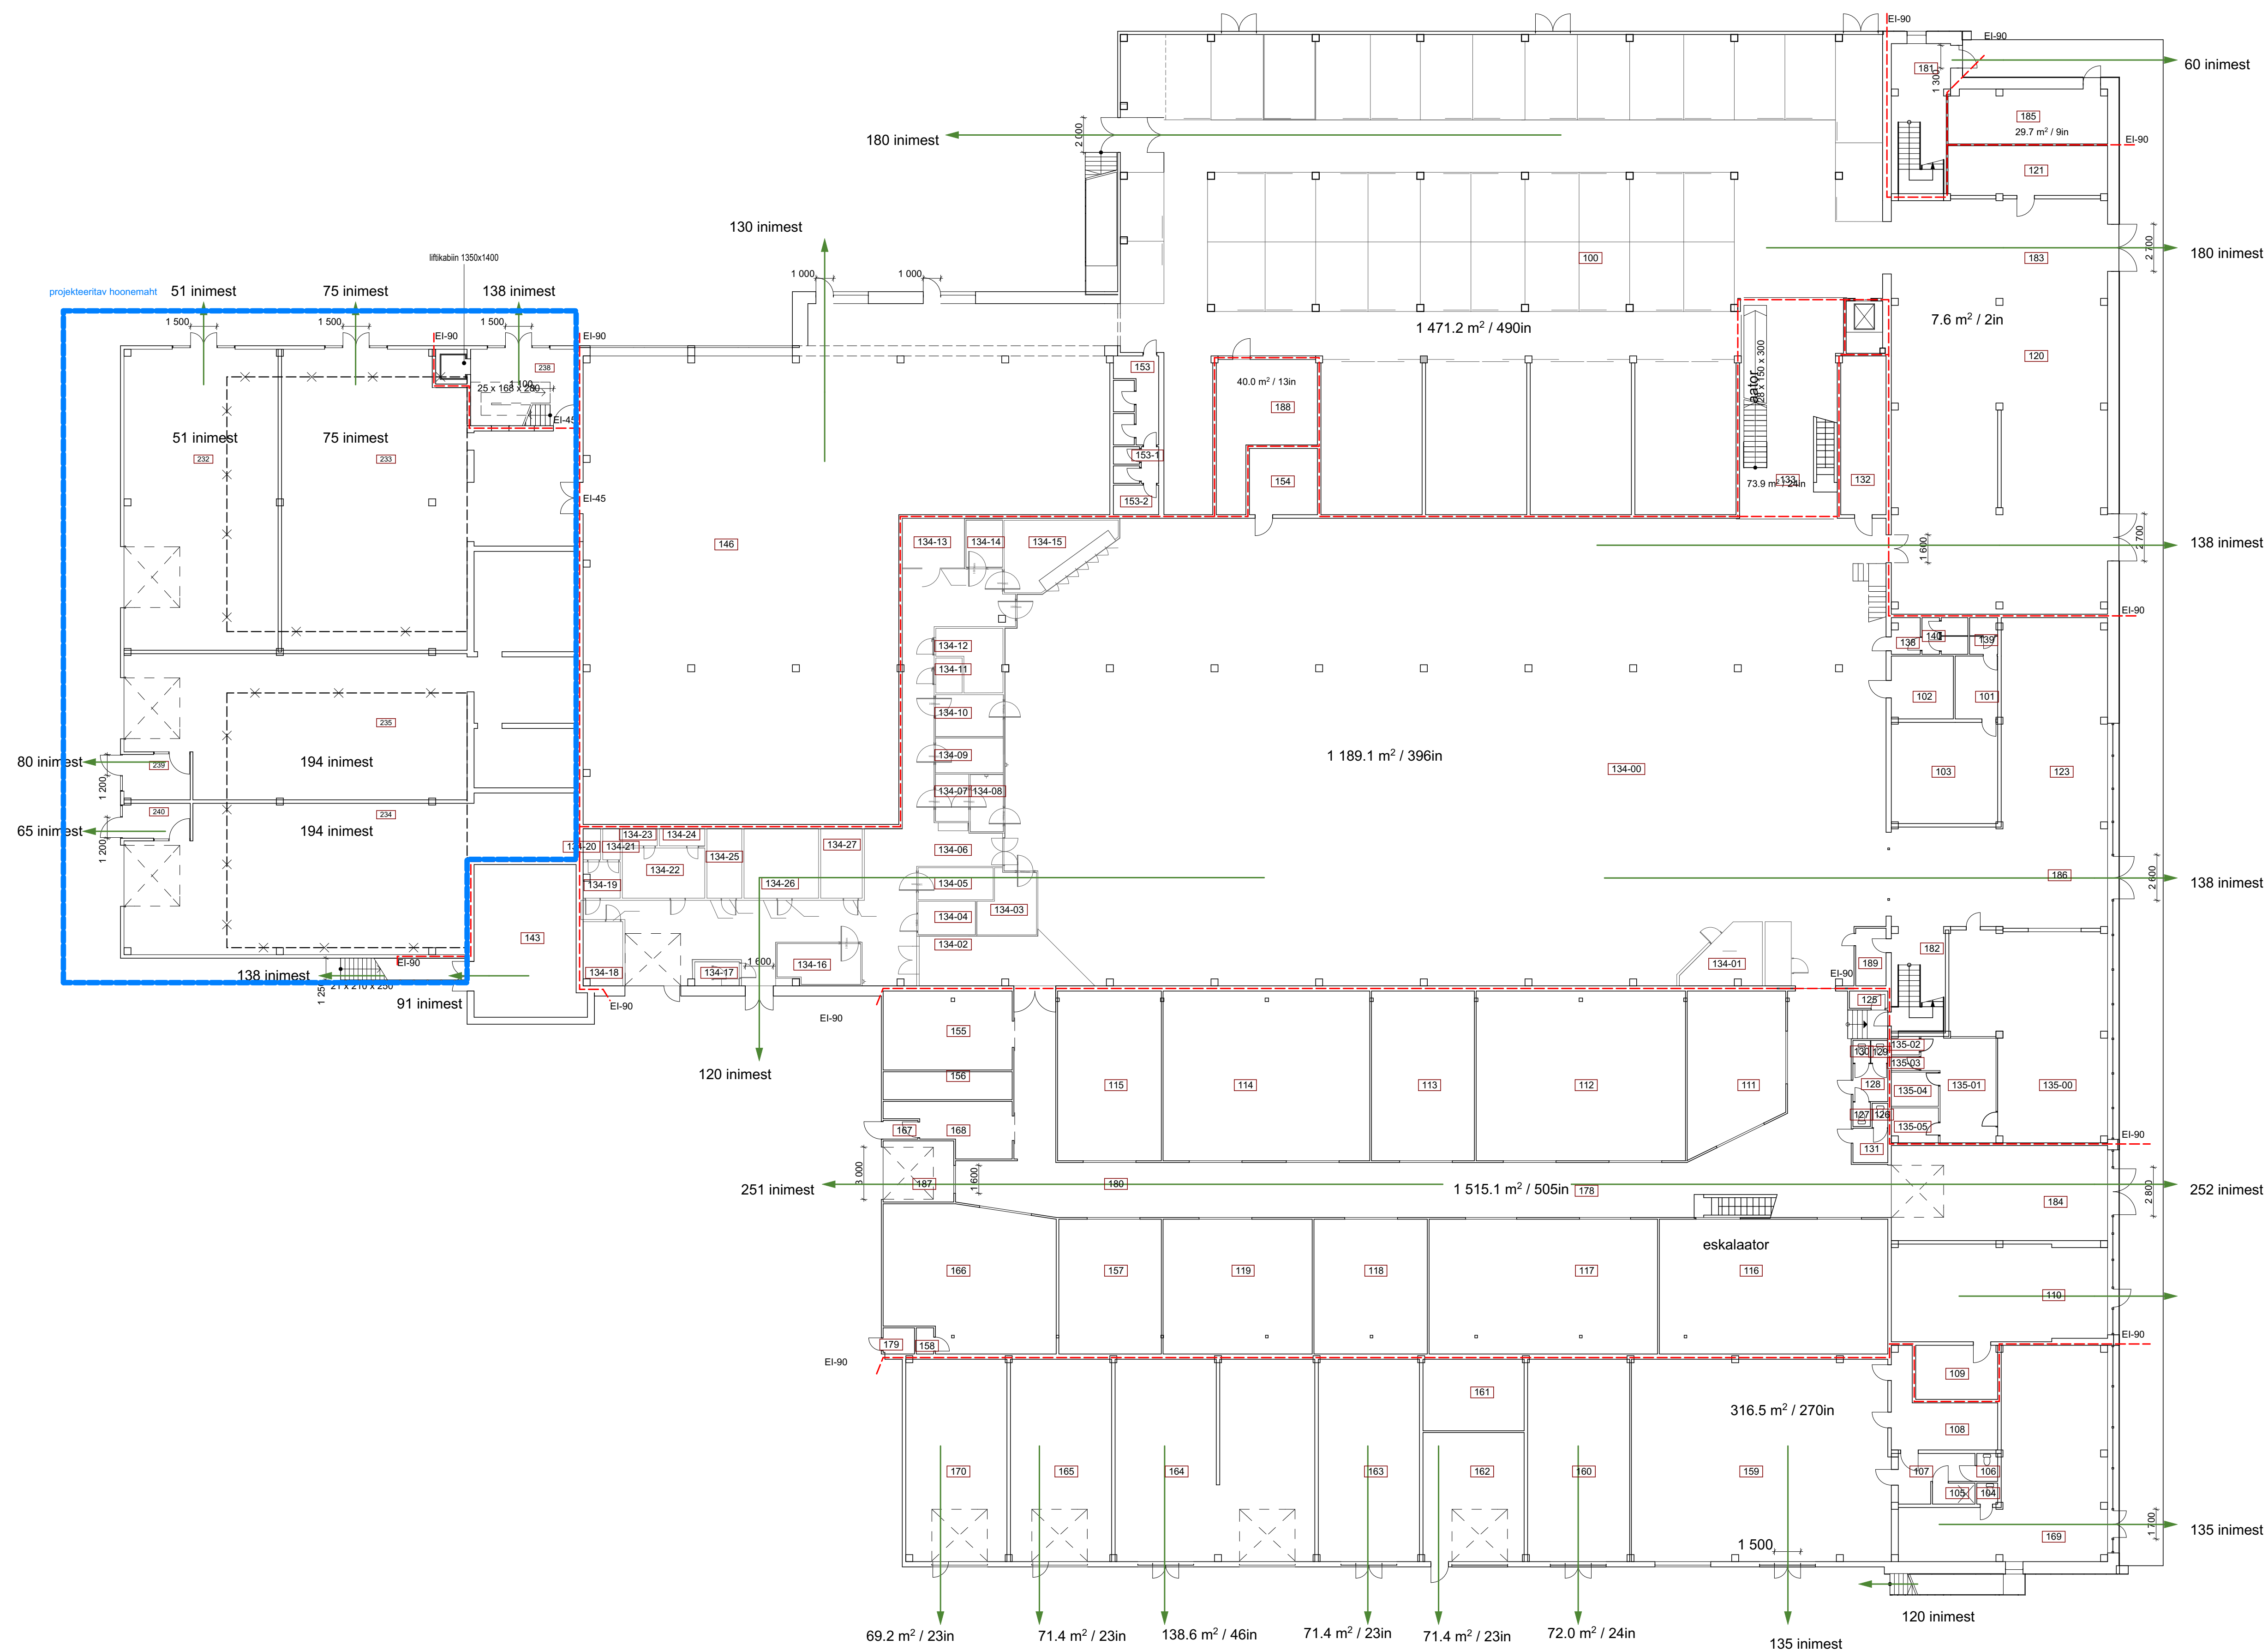 EI-90
EI-90
60 inimest
181
1 300
185
29.7 m² / 9in
EI-90
121
180 inimest
2 000
130 inimest
180 inimest
2 700
183
100
liftikabiin 1350x1400
1 000
1 000
projekteeritav hoonemaht
51 inimest
75 inimest
138 inimest
1 500
1 500
1 500
EI-90
EI-90
7.6 m² / 2in
1 471.2 m² / 490in
120
238
1 100
25 x 168 x 280
EI-45
153
40.0 m² / 13in
188
28 x 150 x 300
51 inimest
75 inimest
232
233
153-1
153-2
154
133
73.9 m² / 24in
132
EI-45
146
134-13
134-14
134-15
1 600
2 700
138 inimest
EI-90
134-12
134-11
138
140
139
102
101
134-10
235
134-09
1 189.1 m² / 396in
134-00
103
123
80 inimest
239
194 inimest
1 200
134-07
134-08
240
234
65 inimest
194 inimest
1 200
134-20
134-23
134-24
134-21
134-25
134-27
134-06
134-22
134-19
134-26
134-05
186
2 600
138 inimest
134-04
134-03
143
134-02
182
EI-90
138 inimest
134-18
134-17
1 600
134-16
134-01
189
EI-90
1 250
21 x 210 x 250
91 inimest
EI-90
EI-90
125
155
135-02
130
129
135-03
120 inimest
156
115
114
113
112
111
128
135-04
135-01
135-00
127
126
135-05
167
168
131
EI-90
3 000
187
1 600
251 inimest
180
1 515.1 m² / 505in
178
184
2 800
252 inimest
eskalaator
166
157
119
118
117
116
110
179
158
EI-90
EI-90
109
161
316.5 m² / 270in
108
170
165
164
163
162
160
159
107
106
105
104
1 700
135 inimest
169
1 500
120 inimest
69.2 m² / 23in
71.4 m² / 23in
138.6 m² / 46in
71.4 m² / 23in
71.4 m² / 23in
72.0 m² / 24in
135 inimest